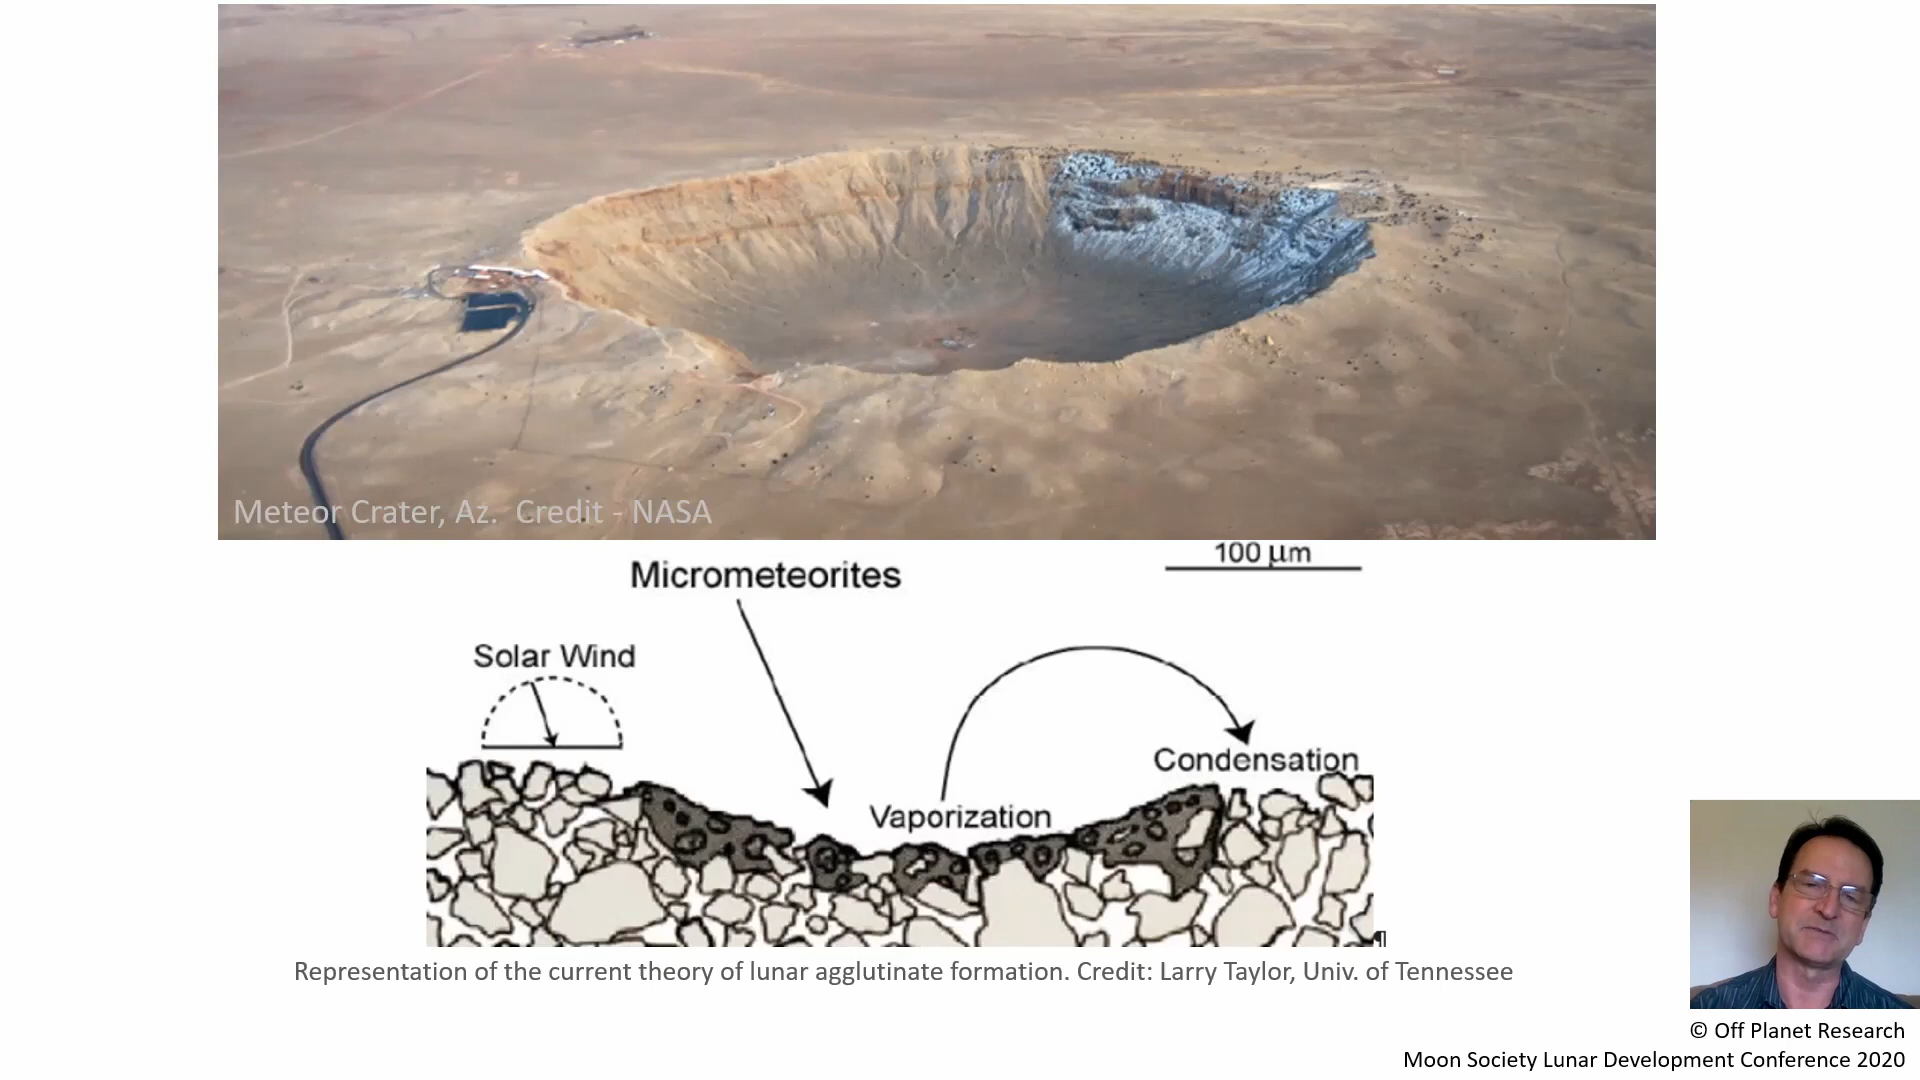 Meteor Crater, Az.  Credit - NASA
100 μm
Micrometeorites
Solar Wind
Condensation
Vaporization
¶
Representation of the current theory of lunar agglutinate formation. Credit: Larry Taylor, Univ. of Tennessee
© Off Planet Research
Moon Society Lunar Development Conference 2020